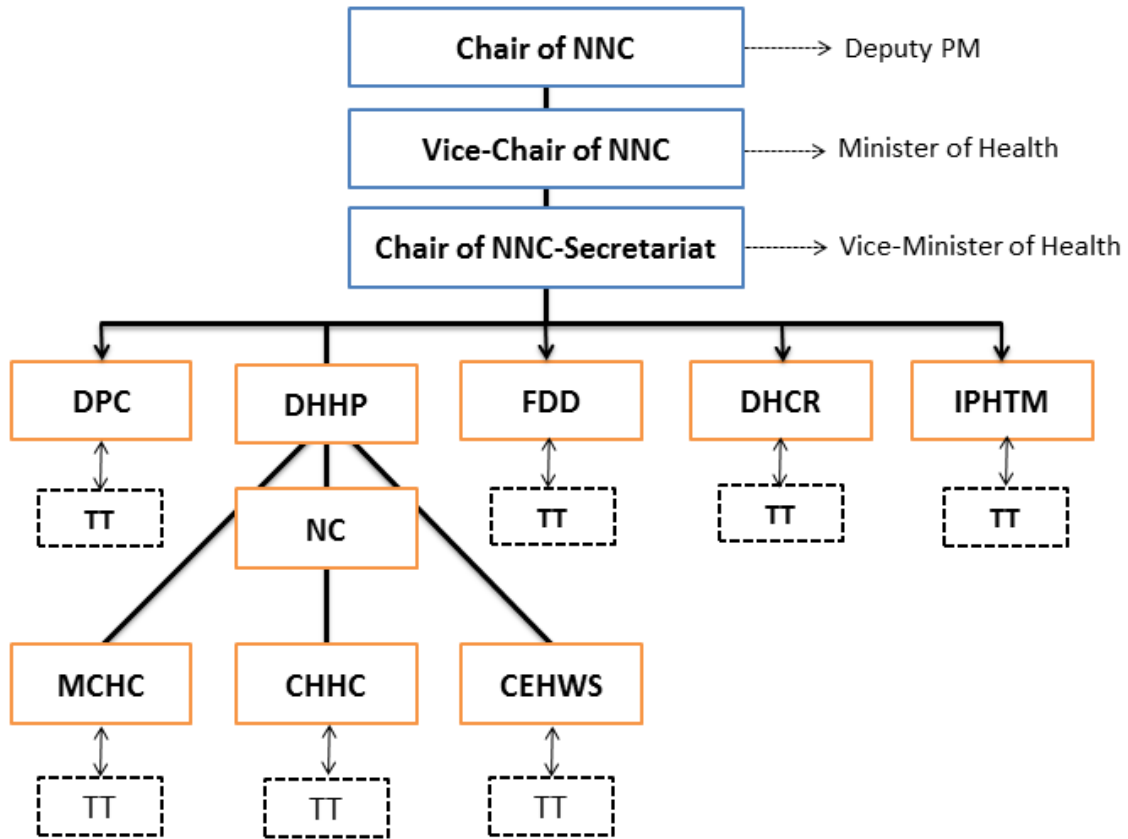 Chair of NNC
Deputy PM
Vice-Chair of NNC
Minister of Health
Chair of NNC-Secretariat
Vice-Minister of Health
DPC
DHHP
FDD
DHCR
IPHTM
TT
NC
TT
TT
TT
MCHC
CHHC
CEHWS
TT
TT
TT